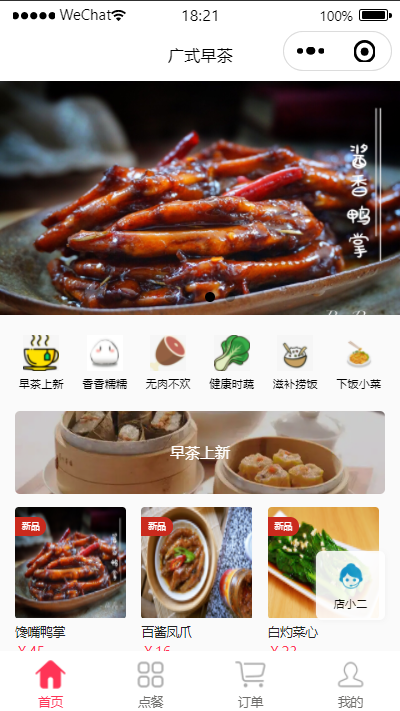 WeChat 18:21 100%
广式早茶
酱香鸭掌
早茶上新 香香糯糯 无肉不欢 健康时蔬 滋补捞饭 下饭小菜
早茶上新
新品 新品 新品
店小二
馋嘴鸭掌 百酱凤爪 白灼菜心
￥45 ￥16 ￥23
首页 点餐 订单 我的